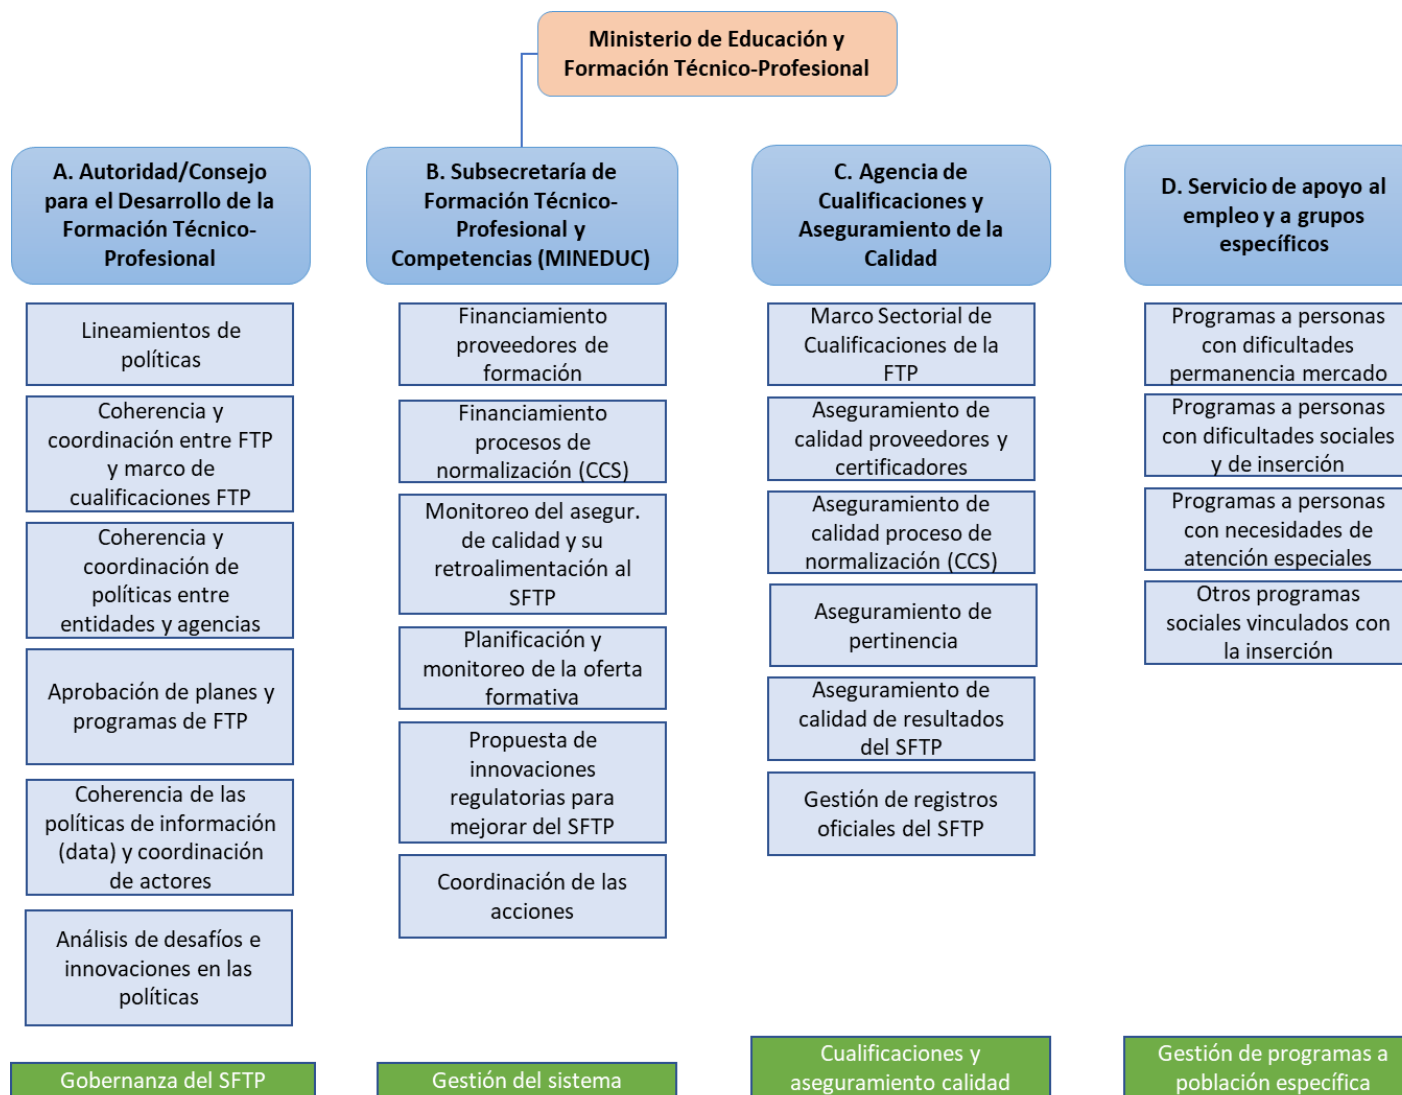 Ministerio de Educación y
Formación Técnico-Profesional
A. Autoridad/Consejo
para el Desarrollo de la
Formación Técnico-
Profesional
Lineamientos de
políticas
Coherencia y
coordinación entre FTP
y marco de
cualificaciones FTP
Coherencia y
coordinación de
políticas entre
entidades y agencias
Aprobación de planes y
programas de FTP
Coherencia de las
políticas de información
(data) y coordinación
de actores
Análisis de desafíos e
innovaciones en las
políticas
Gobernanza del SFTP
B. Subsecretaría de
Formación Técnico-
Profesional y
Competencias (MINEDUC)
Financiamiento
proveedores de
formación
Financiamiento
procesos de
normalización (CCS)
Monitoreo del asegur.
de calidad y su
retroalimentación al
SFTP
Planificación y
monitoreo de la oferta
formativa
Propuesta de
innovaciones
regulatorias para
mejorar del SFTP
Coordinación de las
acciones
Gestión del sistema
C. Agencia de
Cualificaciones y
Aseguramiento de la
Calidad
Marco Sectorial de
Cualificaciones de la
FTP
Aseguramiento de
calidad proveedores y
certificadores
Aseguramiento de
calidad proceso de
normalización (CCS)
Aseguramiento de
pertinencia
Aseguramiento de
calidad de resultados
del SFTP
Gestión de registros
oficiales del SFTP
Cualificaciones y
aseguramiento calidad
D. Servicio de apoyo al
empleo y a grupos
específicos
Programas a personas
con dificultades
permanencia mercado
Programas a personas
con dificultades sociales
y de inserción
Programas a personas
con necesidades de
atención especiales
Otros programas
sociales vinculados con
la inserción
Gestión de programas a
población específica